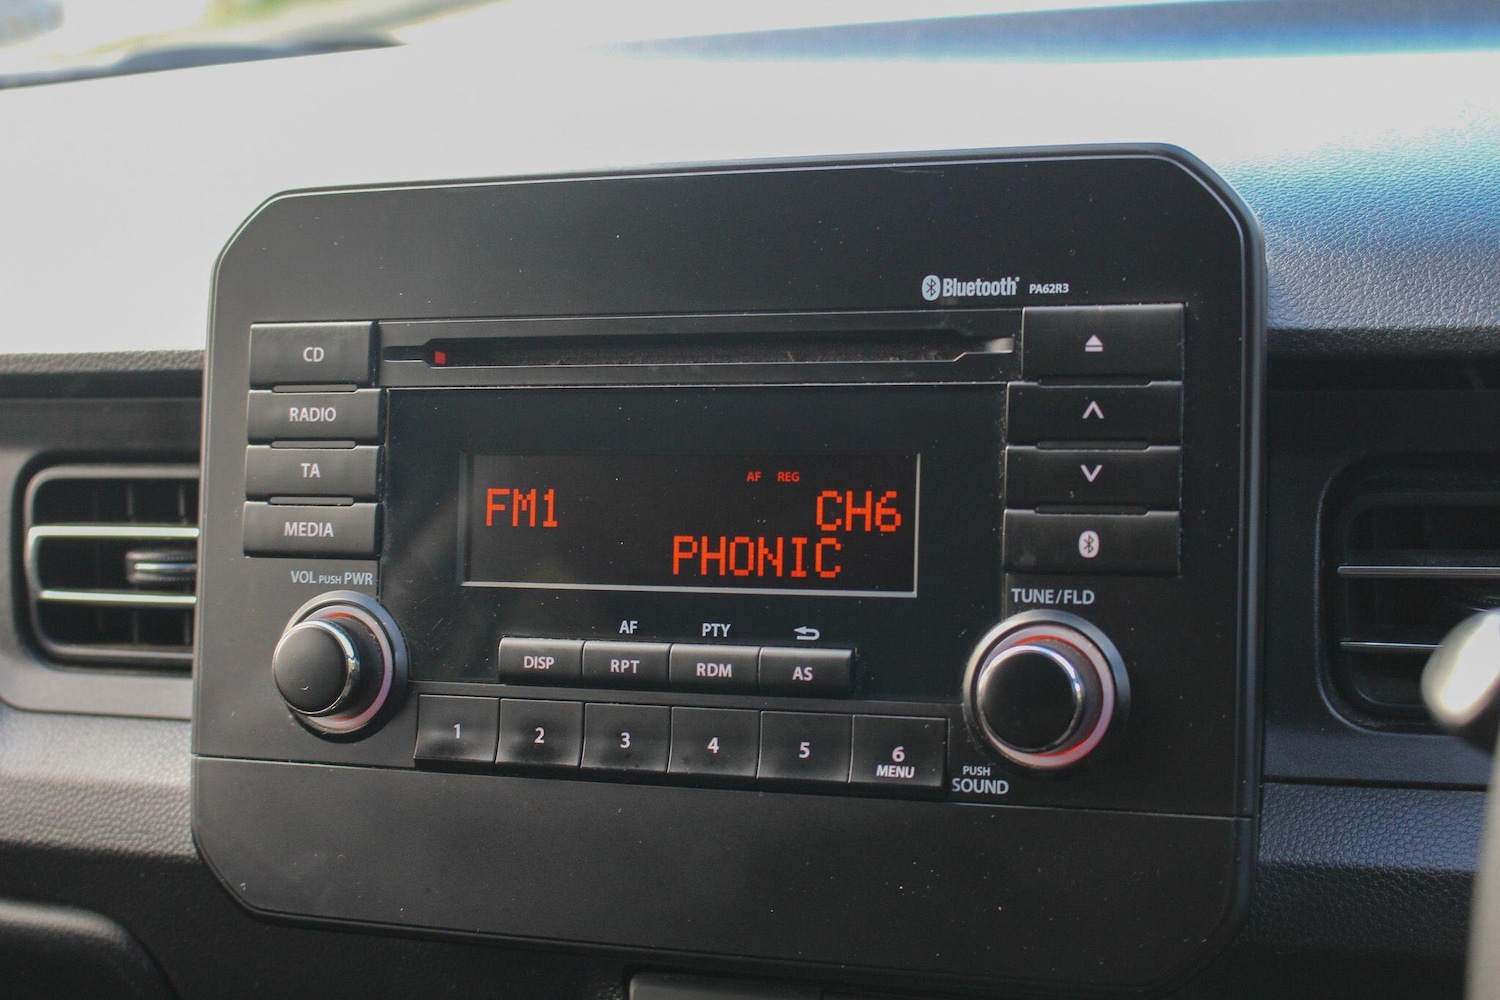 Bluetooth® PA62R3
CD
RADIO
TA
MEDIA
AF REG
FM1 CH6
PHONIC
VOL PUSH PWR
TUNE/FLD
AF PTY
DISP RPT RDM AS
1 2 3 4 5 6
MENU
PUSH
SOUND